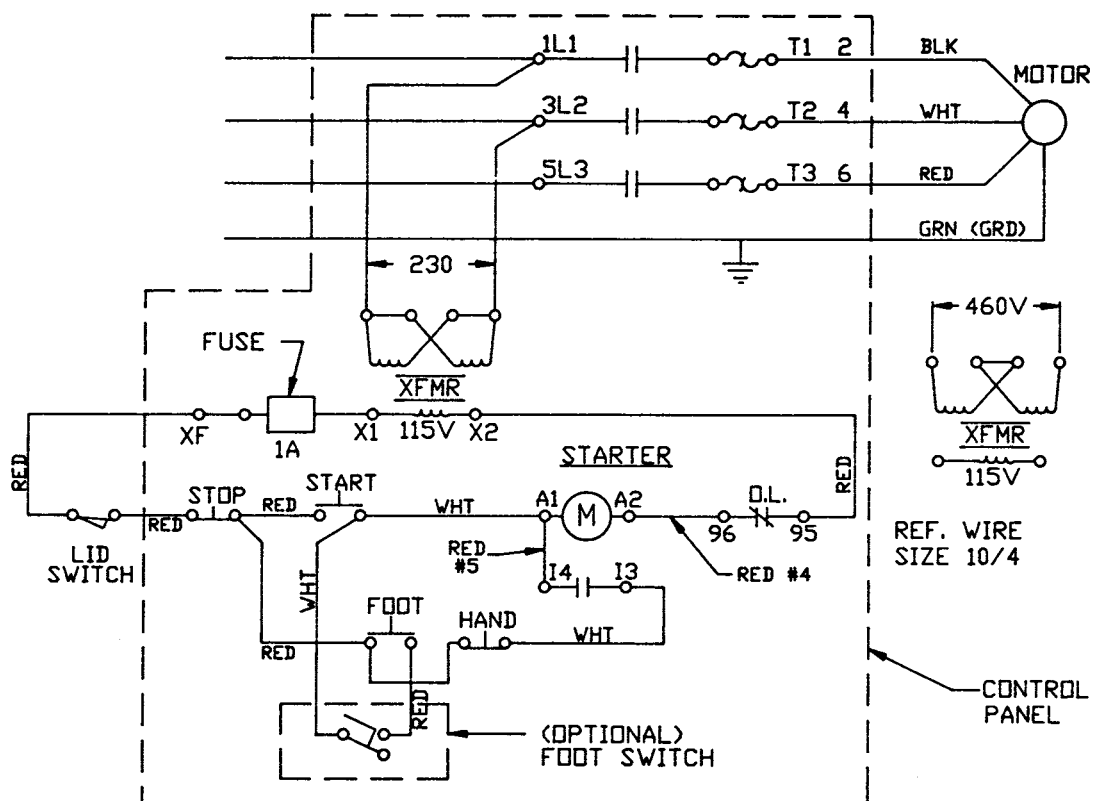 1L1
T1 2
BLK
MOTOR
3L2
T2 4
WHT
5L3
T3 6
RED
GRN (GRD)
230
460V
FUSE
XFMR
XF
1A
X1
115V
X2
XFMR
115V
STARTER
RED
RED
STOP
RED
START
WHT
A1
M
A2
O.L.
RED
96
95
LID
SWITCH
RED
#5
RED #4
REF. WIRE
SIZE 10/4
I4
I3
WHT
FOOT
HAND
WHT
RED
RED
CONTROL
PANEL
(OPTIONAL)
FOOT SWITCH